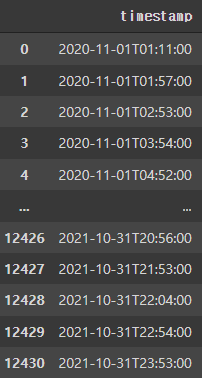 timestamp
0 2020-11-01T01:11:00
1 2020-11-01T01:57:00
2 2020-11-01T02:53:00
3 2020-11-01T03:54:00
4 2020-11-01T04:52:00
... ...
12426 2021-10-31T20:56:00
12427 2021-10-31T21:53:00
12428 2021-10-31T22:04:00
12429 2021-10-31T22:54:00
12430 2021-10-31T23:53:00